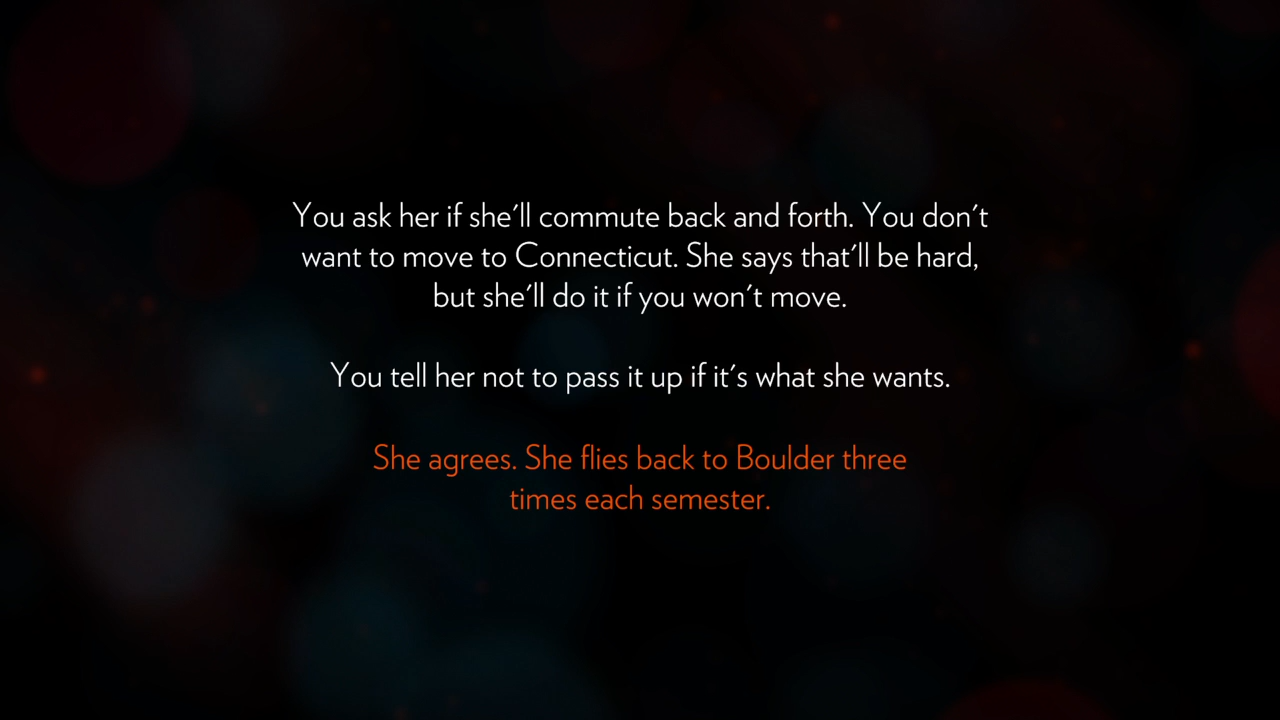 You ask her if she'll commute back and forth. You don't
want to move to Connecticut. She says that'll be hard,
but she'll do it if you won't move.
You tell her not to pass it up if it's what she wants.
She agrees. She flies back to Boulder three
times each semester.